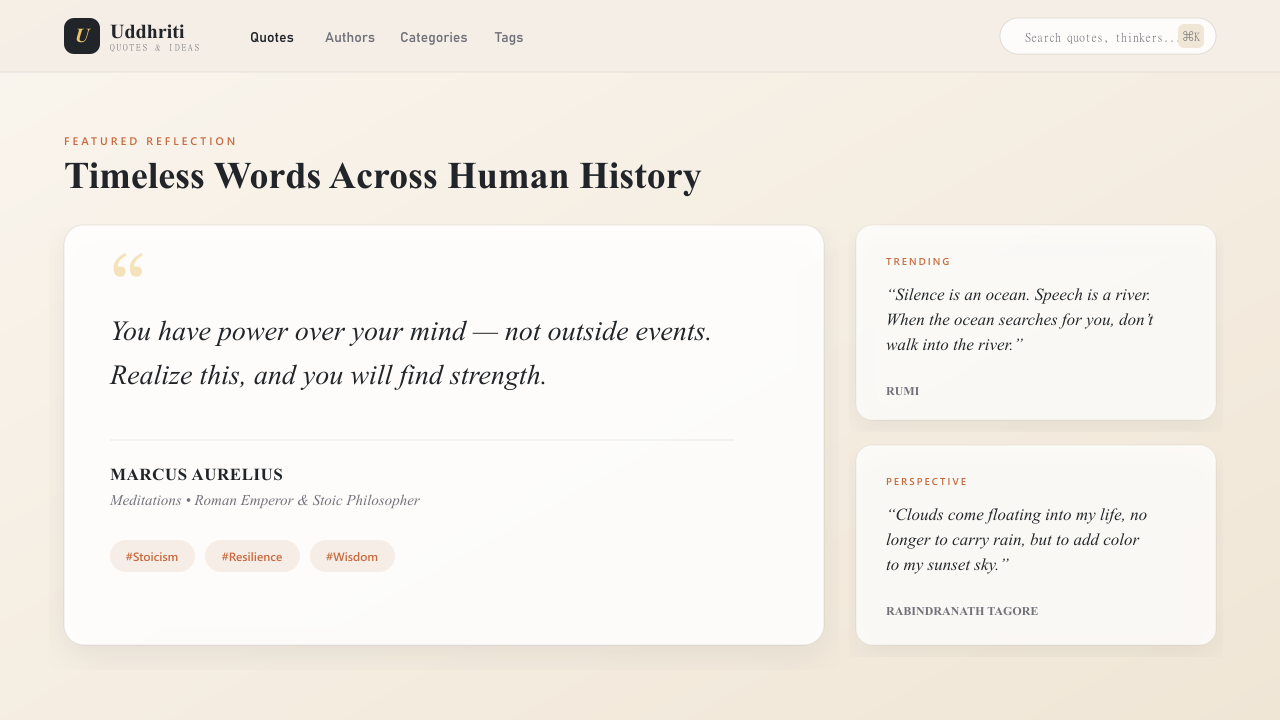 U
Uddhriti
QUOTES & IDEAS
Quotes
Authors
Categories
Tags
Search quotes, thinkers...
⌘K
FEATURED REFLECTION
Timeless Words Across Human History
“
You have power over your mind — not outside events.
Realize this, and you will find strength.
MARCUS AURELIUS
Meditations • Roman Emperor & Stoic Philosopher
#Stoicism
#Resilience
#Wisdom
TRENDING
“Silence is an ocean. Speech is a river.
When the ocean searches for you, don’t
walk into the river.”
RUMI
PERSPECTIVE
“Clouds come floating into my life, no
longer to carry rain, but to add color
to my sunset sky.”
RABINDRANATH TAGORE